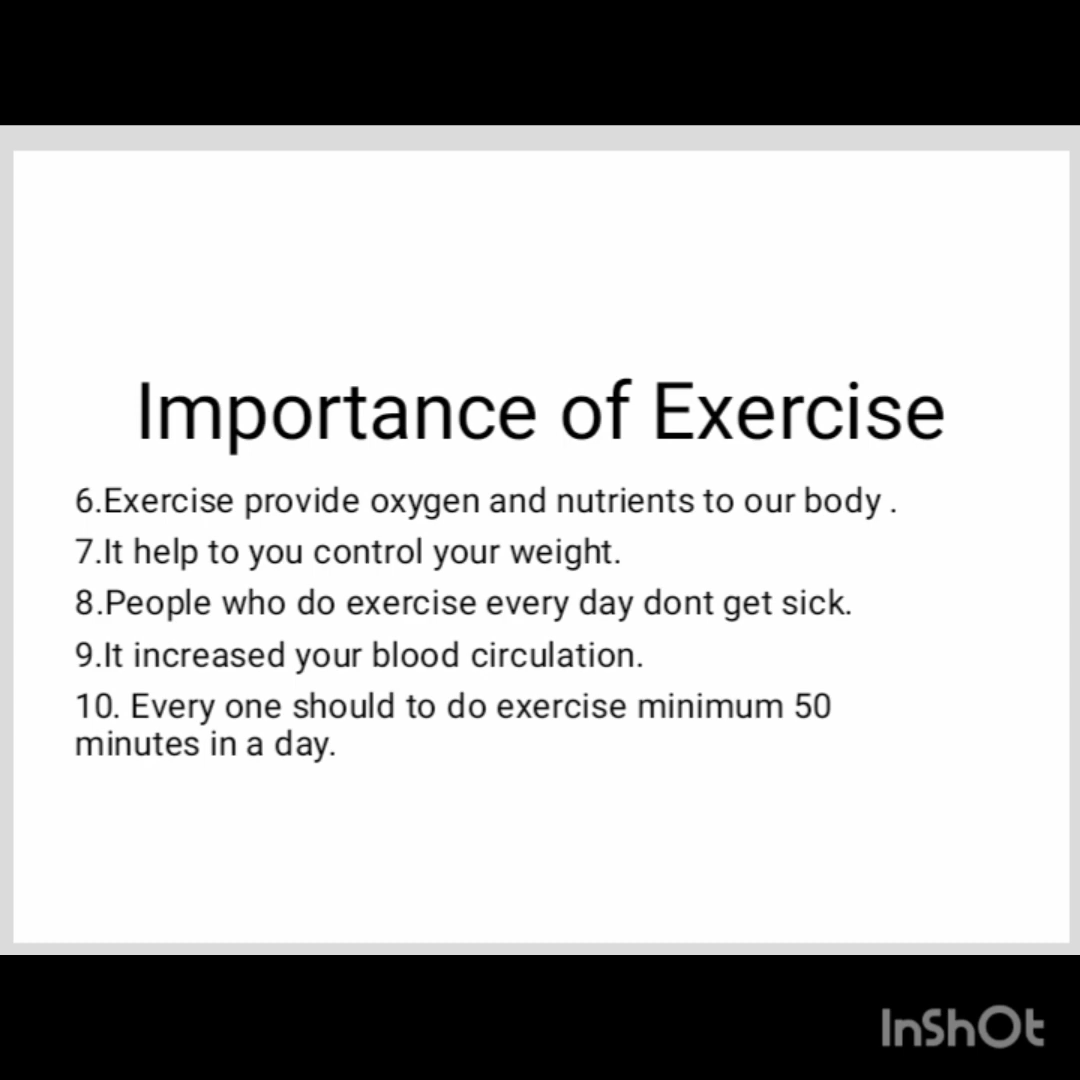 Importance of Exercise
6.Exercise provide oxygen and nutrients to our body .
7.It help to you control your weight.
8.People who do exercise every day dont get sick.
9.It increased your blood circulation.
10. Every one should to do exercise minimum 50
minutes in a day.
InShOt